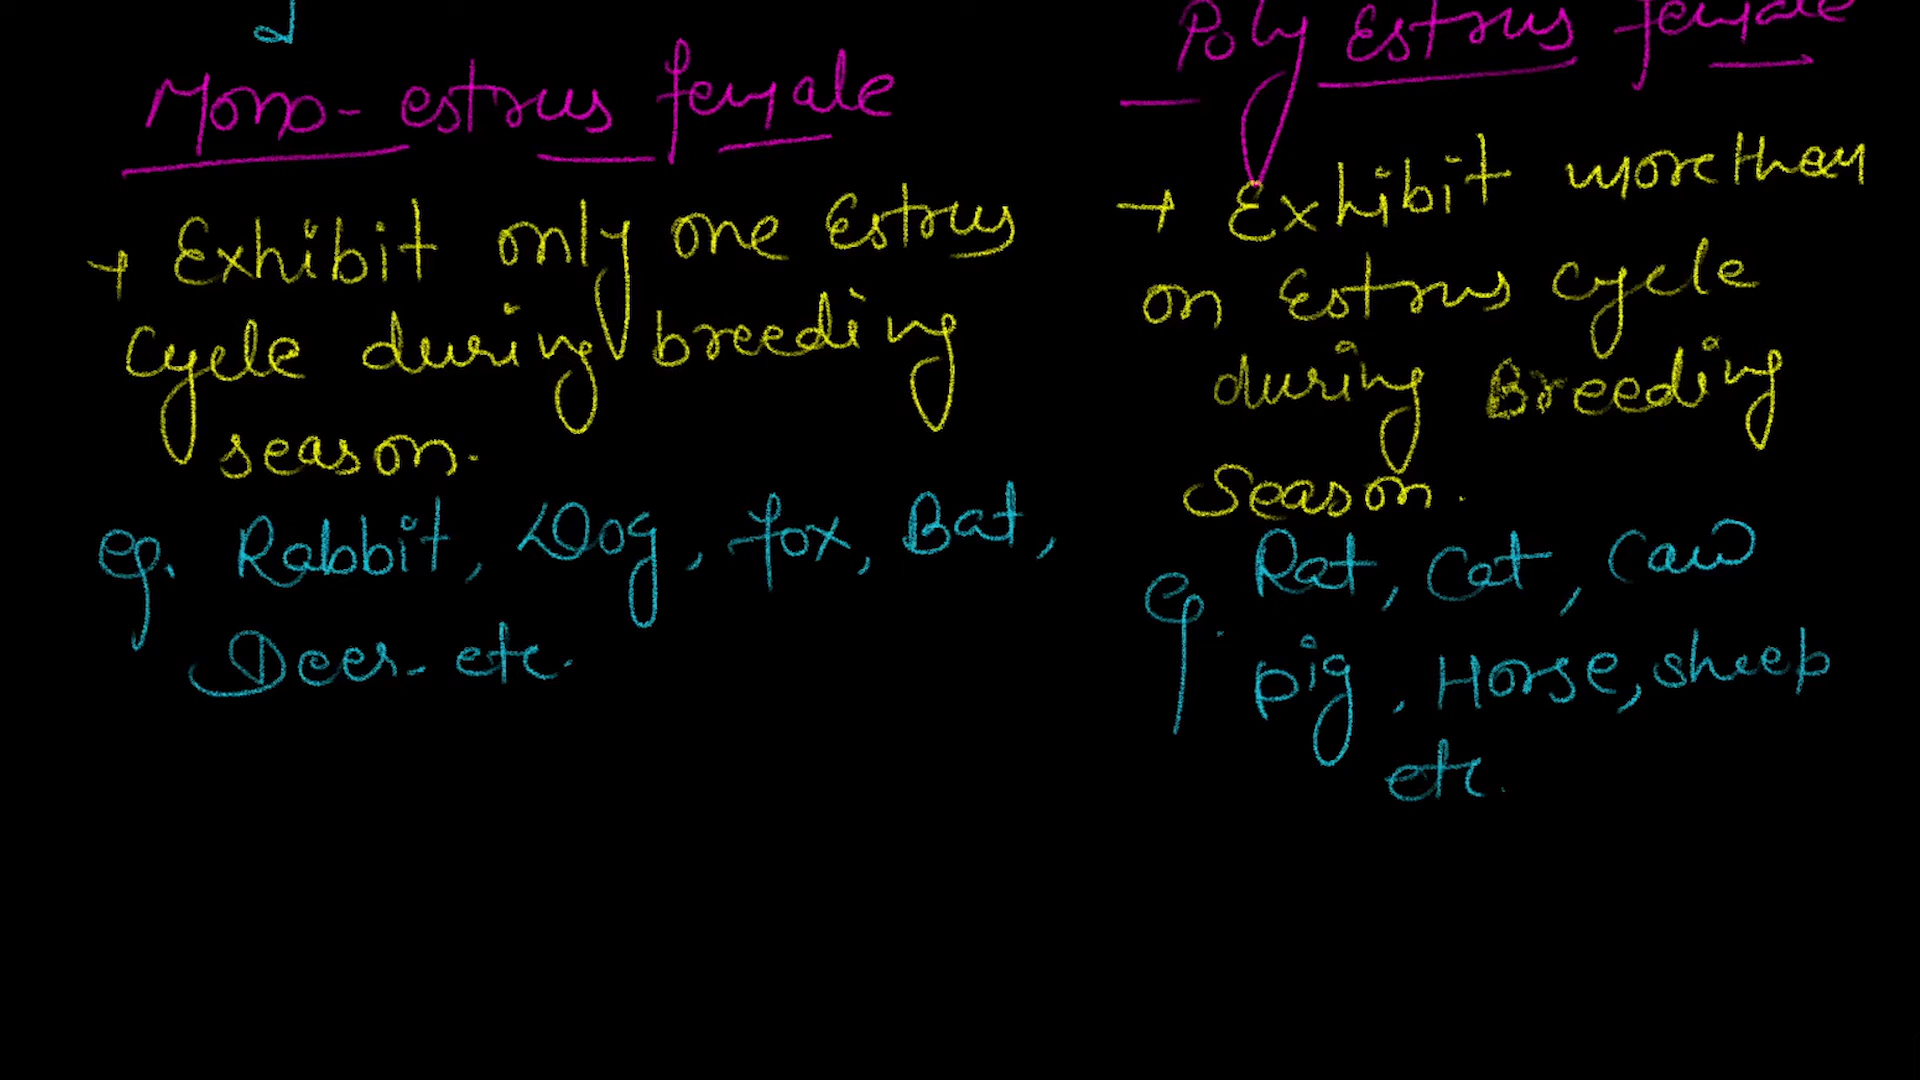 Mono-estrus female
→ Exhibit only one Estrus
cycle during breeding
season.
eg. Rabbit, Dog, fox, Bat,
Deer- etc.
Poly Estrus female
→ Exhibit more than
on Estrus cycle
during Breeding
Season.
eg. Rat, Cat, Caw
pig, Horse, sheep
etc.